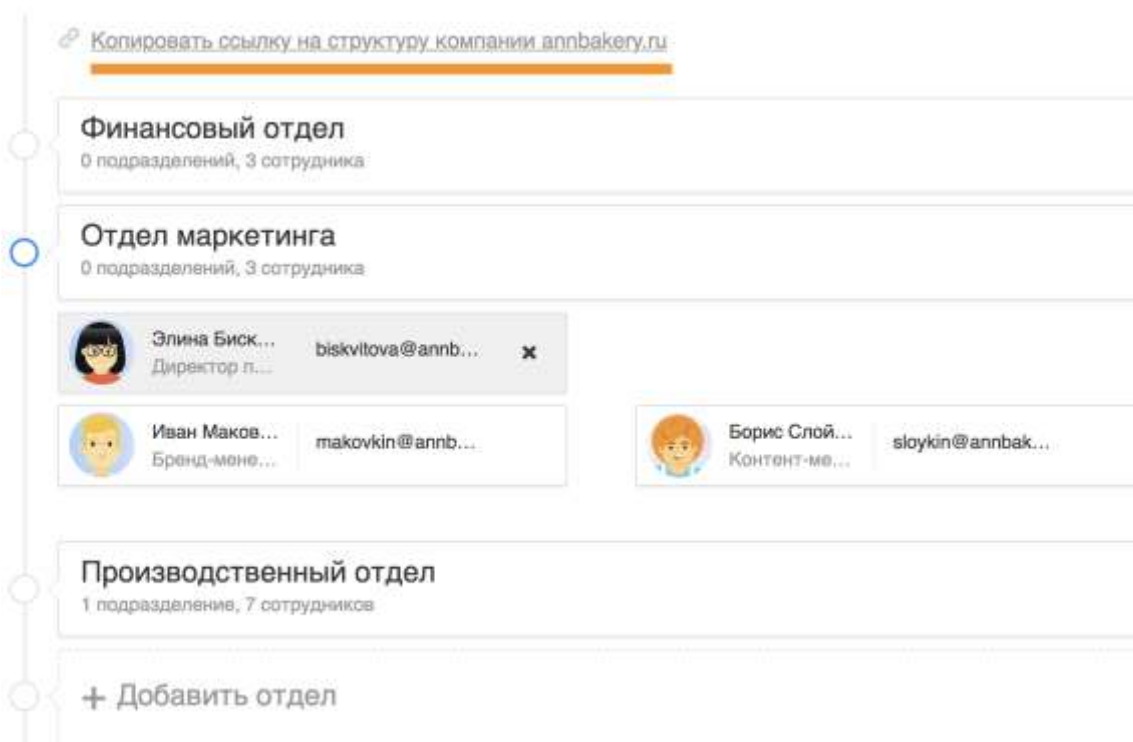 Копировать ссылку на структуру компании annbakery.ru
Финансовый отдел
0 подразделений, 3 сотрудника
Отдел маркетинга
0 подразделений, 3 сотрудника
Элина Биск... biskvitova@annb...
Директор п...
Иван Маков... makovkin@annb... Борис Слой... sloykin@annbak...
Бренд-мене... Контент-ме...
Производственный отдел
1 подразделение, 7 сотрудников
+ Добавить отдел